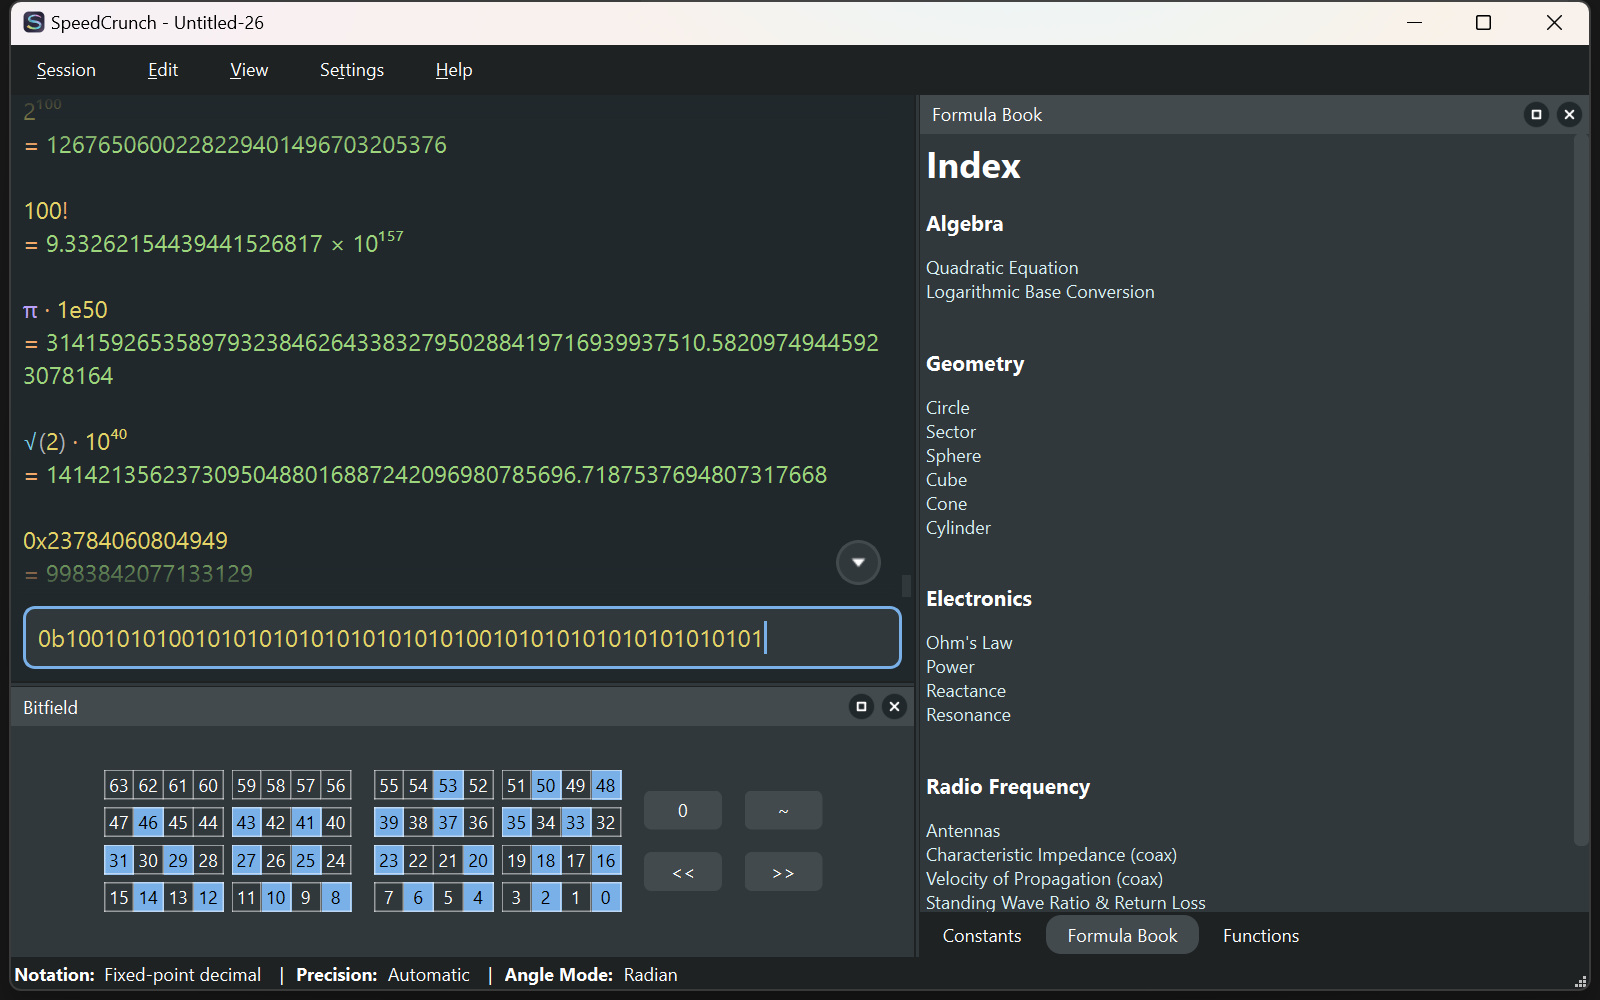 SpeedCrunch - Untitled-26
Session Edit View Settings Help
2¹⁰⁰
= 1267650600228229401496703205376
100!
= 9.33262154439441526817 × 10¹⁵⁷
π · 1e50
= 314159265358979323846264338327950288419716939937510.5820974944592
3078164
√(2) · 10⁴⁰
= 14142135623730950488016887242096980785696.7187537694807317668
0x23784060804949
= 9983842077133129
0b100101010010101010101010101010100101010101010101010101
Bitfield
63 62 61 60 59 58 57 56 55 54 53 52 51 50 49 48
47 46 45 44 43 42 41 40 39 38 37 36 35 34 33 32
31 30 29 28 27 26 25 24 23 22 21 20 19 18 17 16
15 14 13 12 11 10 9 8 7 6 5 4 3 2 1 0
0 ~
<< >>
Formula Book
Index
Algebra
Quadratic Equation
Logarithmic Base Conversion
Geometry
Circle
Sector
Sphere
Cube
Cone
Cylinder
Electronics
Ohm's Law
Power
Reactance
Resonance
Radio Frequency
Antennas
Characteristic Impedance (coax)
Velocity of Propagation (coax)
Standing Wave Ratio & Return Loss
Constants Formula Book Functions
Notation: Fixed-point decimal | Precision: Automatic | Angle Mode: Radian